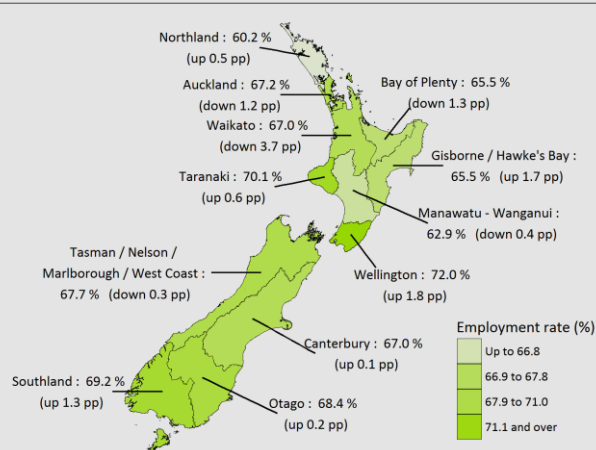 Northland : 60.2 %
(up 0.5 pp)
Auckland : 67.2 %
(down 1.2 pp)
Bay of Plenty : 65.5 %
(down 1.3 pp)
Waikato : 67.0 %
(down 3.7 pp)
Gisborne / Hawke's Bay :
65.5 % (up 1.7 pp)
Taranaki : 70.1 %
(up 0.6 pp)
Manawatu - Wanganui :
62.9 % (down 0.4 pp)
Tasman / Nelson /
Marlborough / West Coast :
67.7 % (down 0.3 pp)
Wellington : 72.0 %
(up 1.8 pp)
Canterbury : 67.0 %
(up 0.1 pp)
Southland : 69.2 %
(up 1.3 pp)
Otago : 68.4 %
(up 0.2 pp)
Employment rate (%)
Up to 66.8
66.9 to 67.8
67.9 to 71.0
71.1 and over